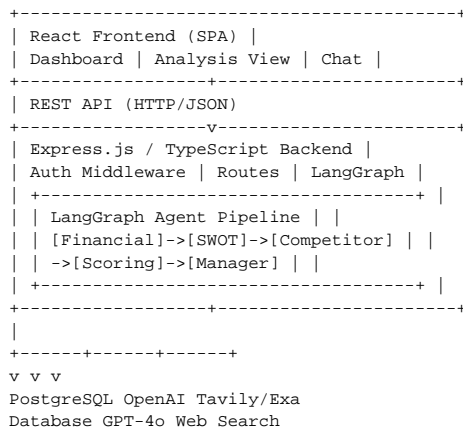 +------------------------------------------+
| React Frontend (SPA) |
| Dashboard | Analysis View | Chat |
+------------------+-----------------------+
| REST API (HTTP/JSON)
+------------------v-----------------------+
| Express.js / TypeScript Backend |
| Auth Middleware | Routes | LangGraph |
| +-----------------------------------+ |
| | LangGraph Agent Pipeline | |
| | [Financial]->[SWOT]->[Competitor] | |
| | ->[Scoring]->[Manager] | |
| +-----------------------------------+ |
+------------------+-----------------------+
|
+------+------+------+
v v v
PostgreSQL OpenAI Tavily/Exa
Database GPT-4o Web Search